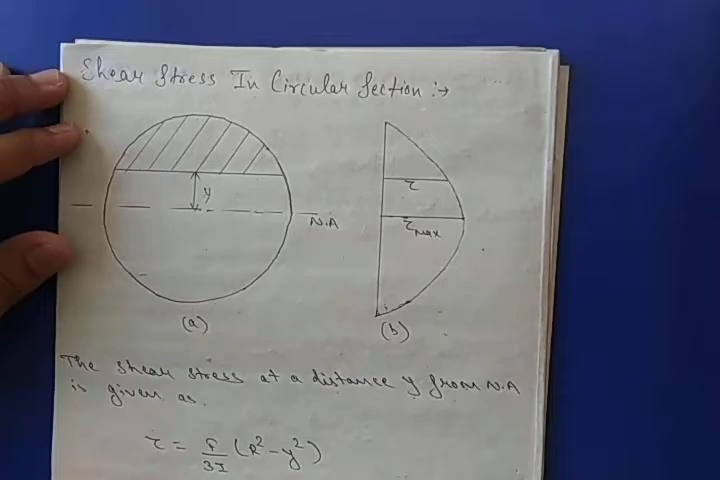 Shear Stress In Circular Section :→
y
N.A
τ
τmax
(a)
(b)
The shear stress at a distance y from N.A
is given as.
τ = F/3I (R² - y²)